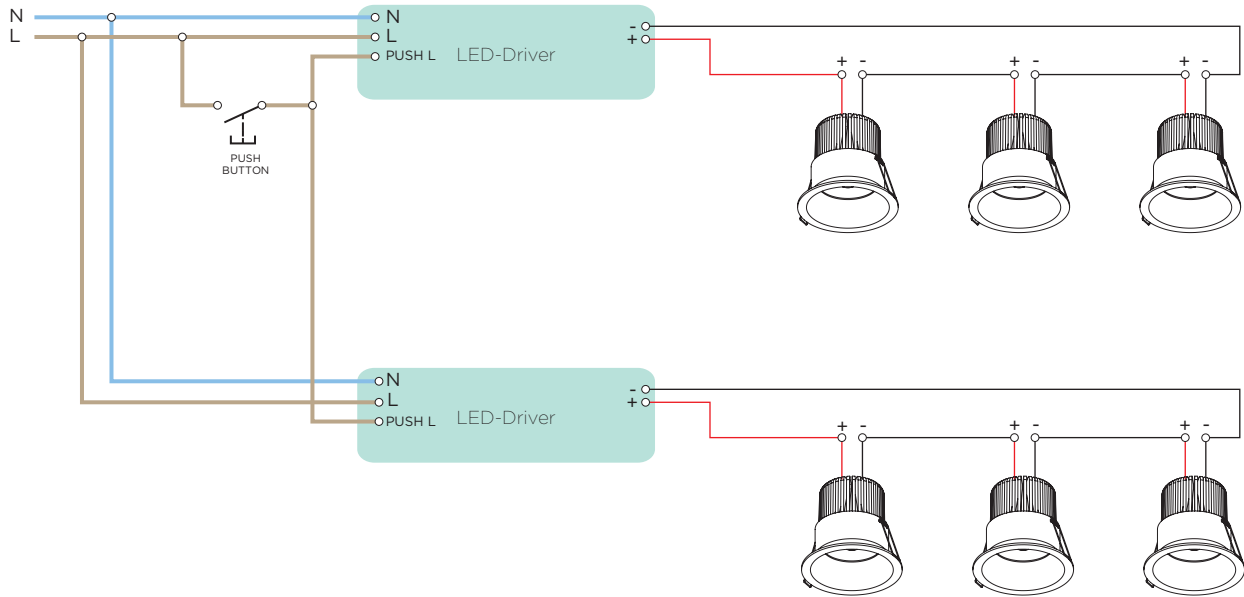 N
L
N
L
PUSH L
LED-Driver
-
+
+ -
+ -
+ -
PUSH
BUTTON
N
L
PUSH L
LED-Driver
-
+
+ -
+ -
+ -